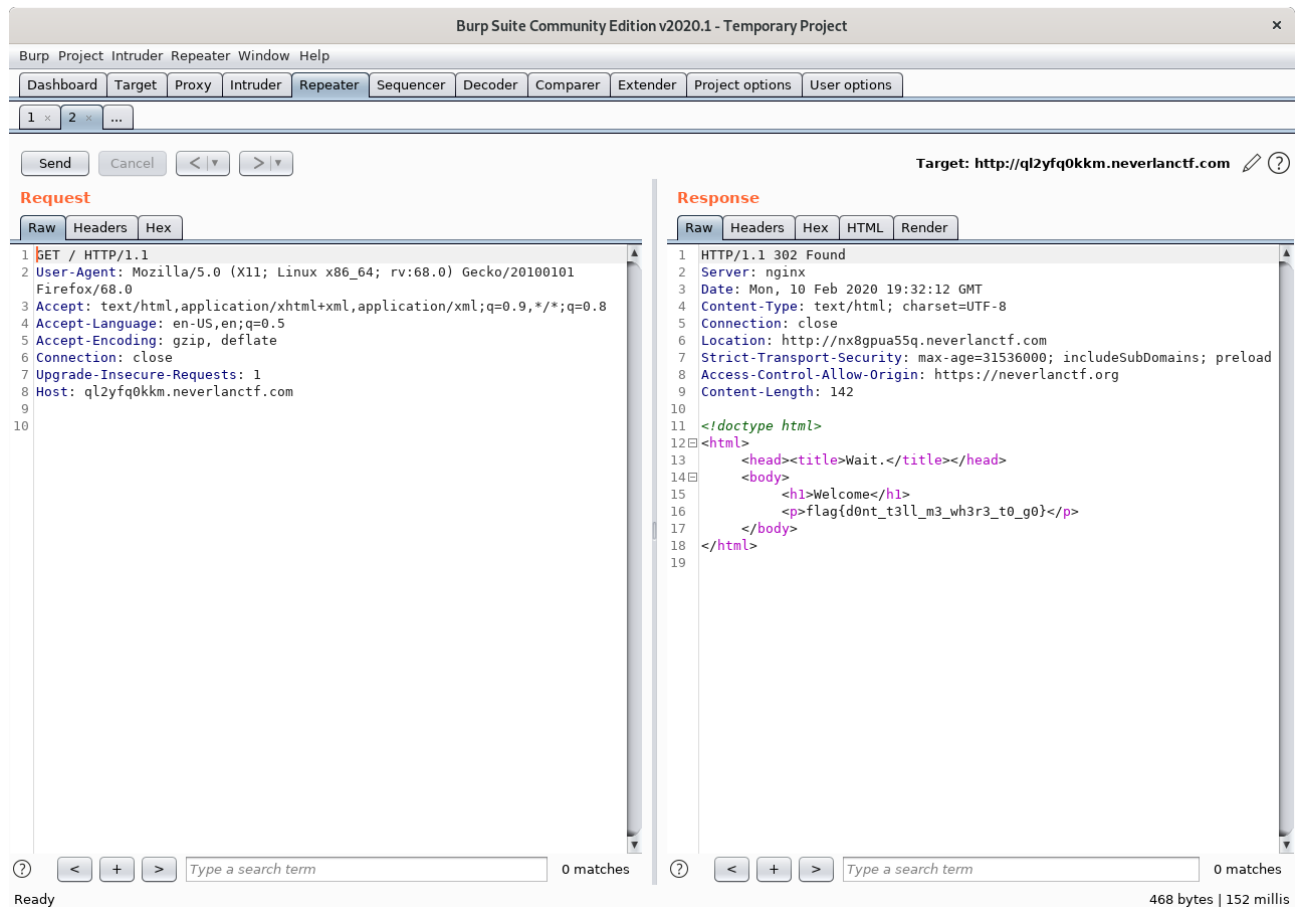 Burp Suite Community Edition v2020.1 - Temporary Project ×
Burp Project Intruder Repeater Window Help
Dashboard Target Proxy Intruder Repeater Sequencer Decoder Comparer Extender Project options User options
1 × 2 × ...
Send Cancel < ▼ > ▼ Target: http://ql2yfq0kkm.neverlanctf.com ?
Request
Raw Headers Hex
1 GET / HTTP/1.1
2 User-Agent: Mozilla/5.0 (X11; Linux x86_64; rv:68.0) Gecko/20100101
Firefox/68.0
3 Accept: text/html,application/xhtml+xml,application/xml;q=0.9,*/*;q=0.8
4 Accept-Language: en-US,en;q=0.5
5 Accept-Encoding: gzip, deflate
6 Connection: close
7 Upgrade-Insecure-Requests: 1
8 Host: ql2yfq0kkm.neverlanctf.com
9
10
? < + > Type a search term 0 matches
Response
Raw Headers Hex HTML Render
1 HTTP/1.1 302 Found
2 Server: nginx
3 Date: Mon, 10 Feb 2020 19:32:12 GMT
4 Content-Type: text/html; charset=UTF-8
5 Connection: close
6 Location: http://nx8gpua55q.neverlanctf.com
7 Strict-Transport-Security: max-age=31536000; includeSubDomains; preload
8 Access-Control-Allow-Origin: https://neverlanctf.org
9 Content-Length: 142
10
11 <!doctype html>
12 <html>
13 <head><title>Wait.</title></head>
14 <body>
15 <h1>Welcome</h1>
16 <p>flag{d0nt_t3ll_m3_wh3r3_t0_g0}</p>
17 </body>
18 </html>
19
? < + > Type a search term 0 matches
Ready 468 bytes | 152 millis